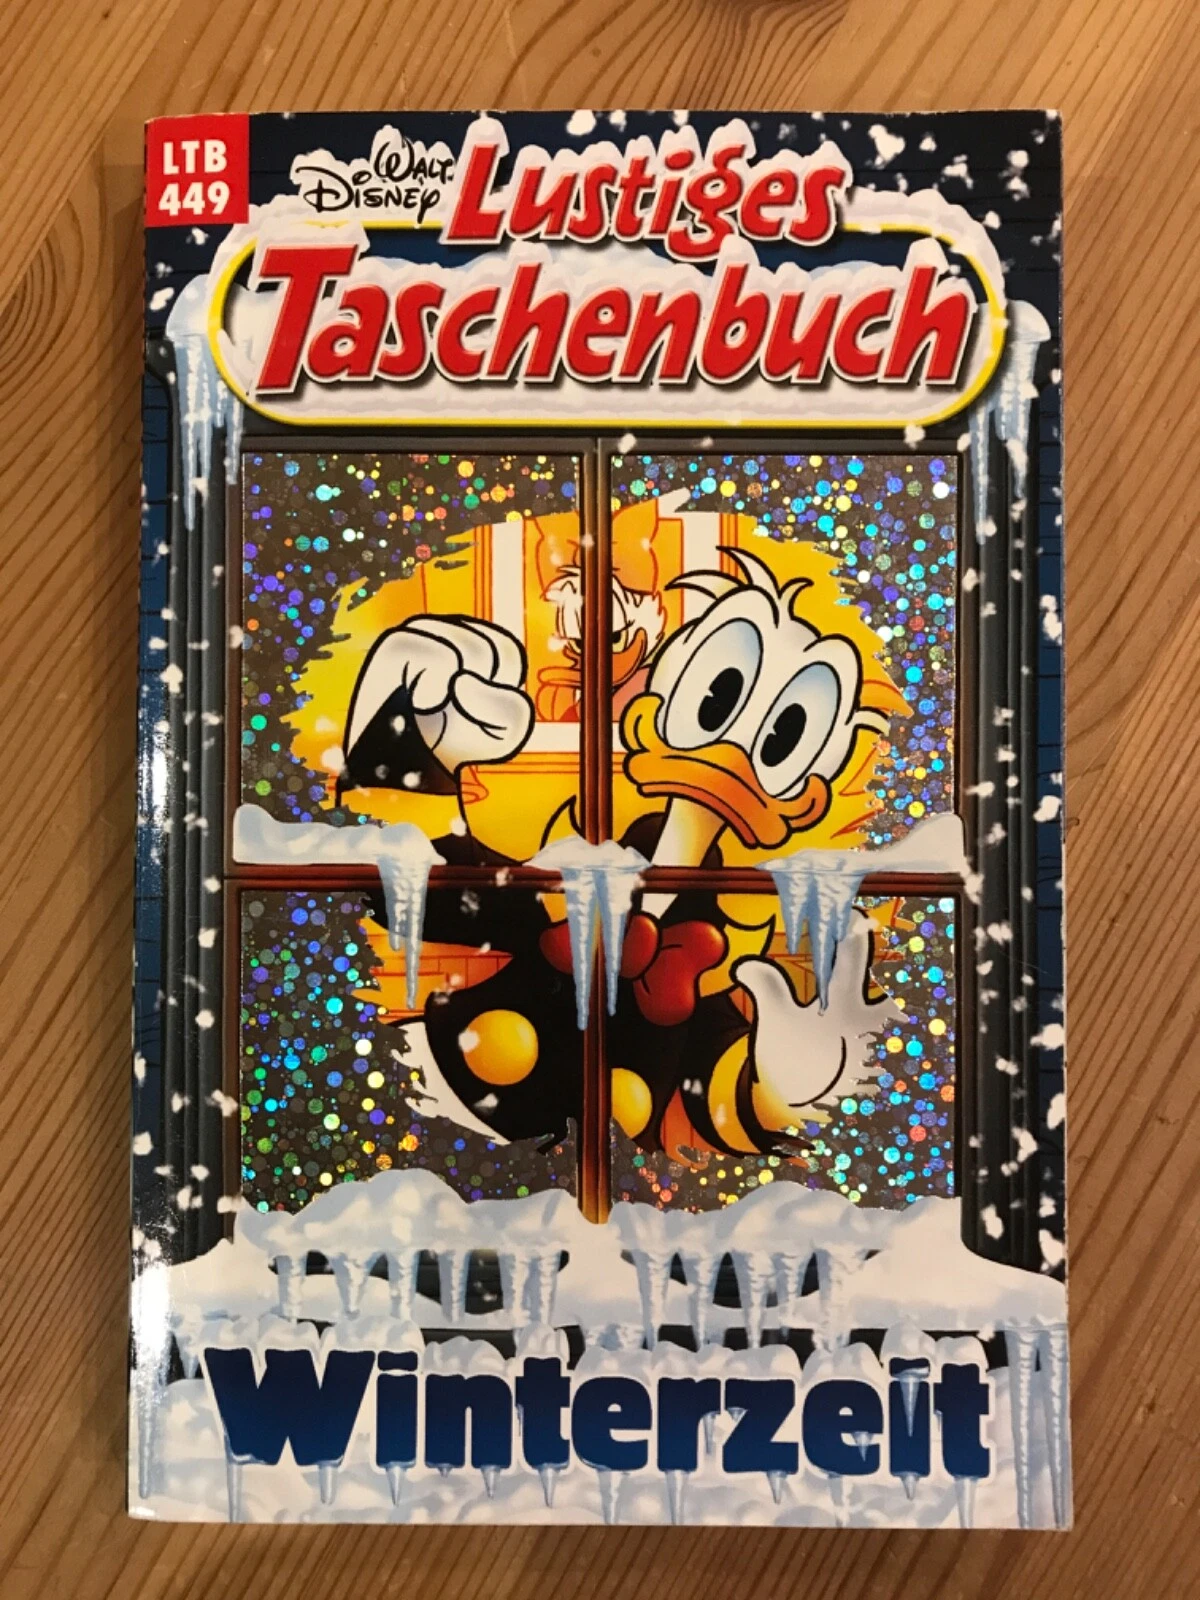 LTB
449
Walt Disney
Lustiges
Taschenbuch
Winterzeit